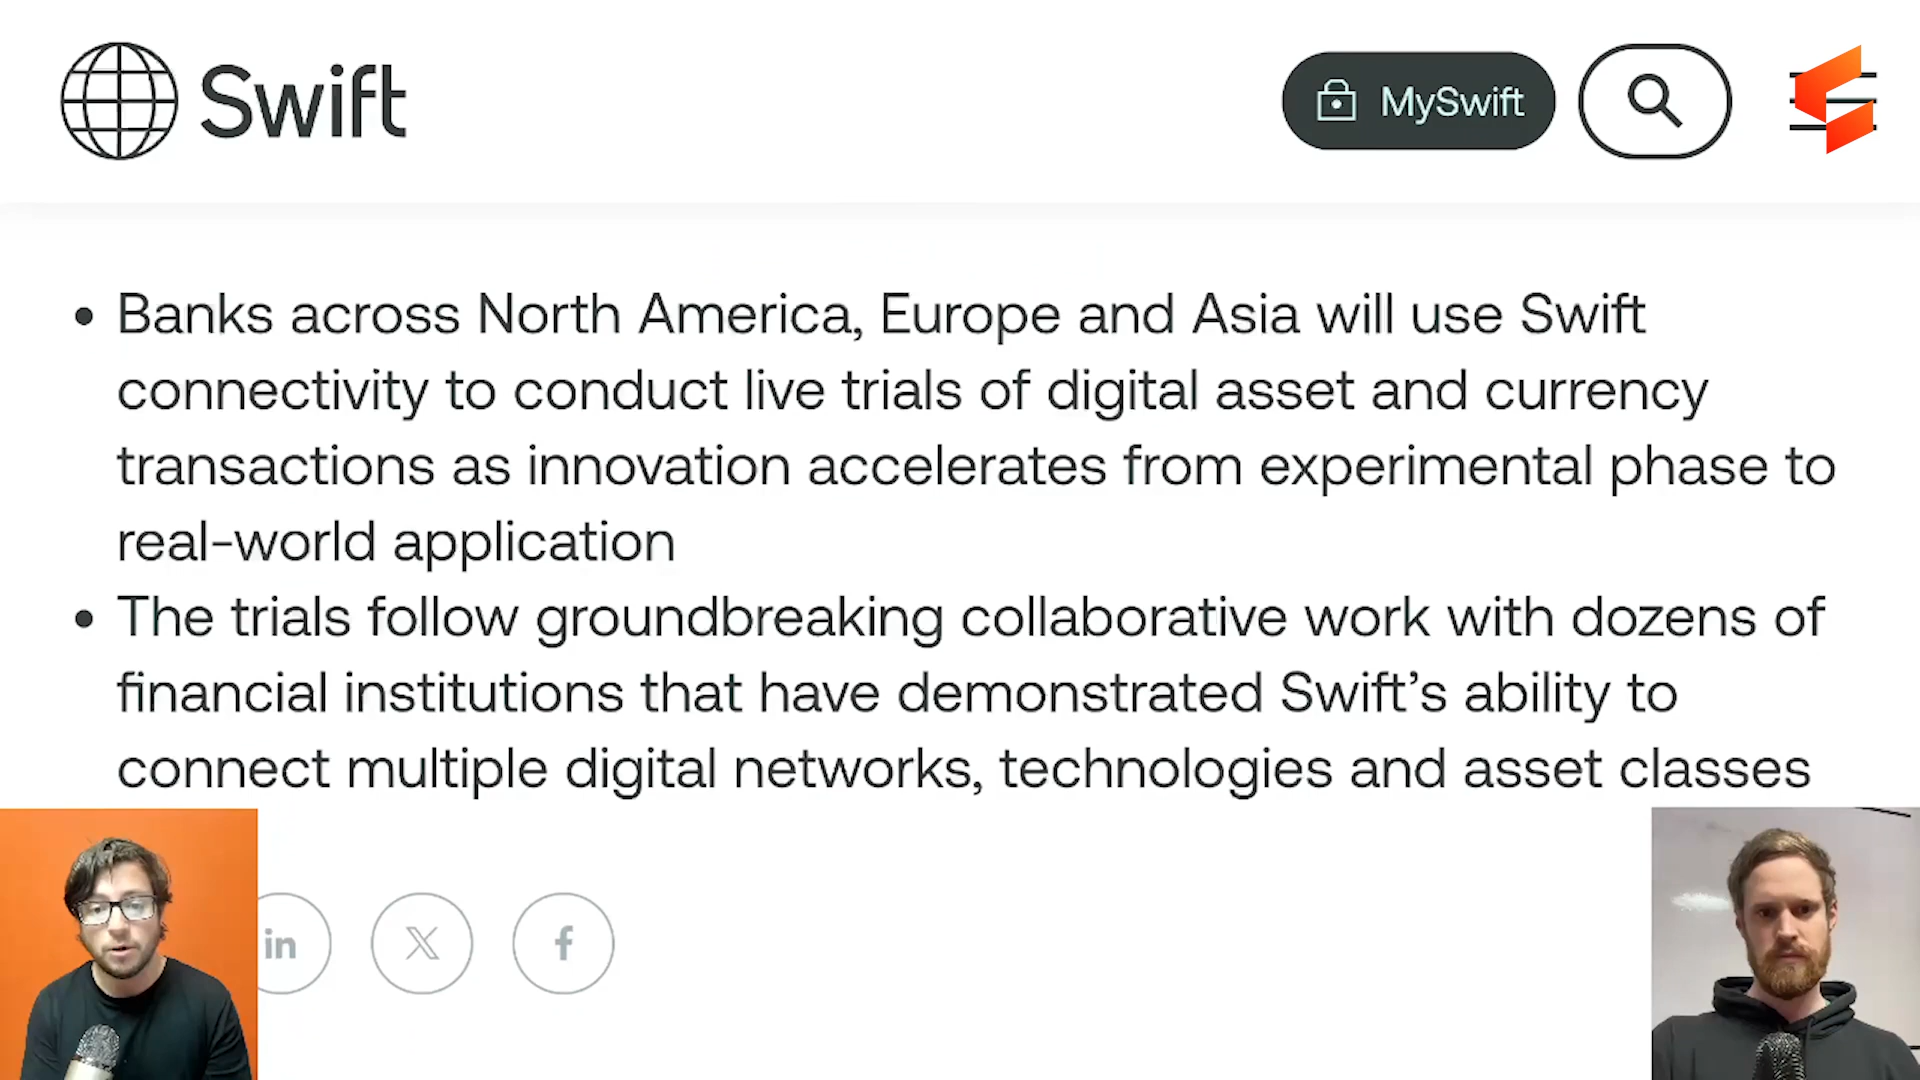 Swift
MySwift
• Banks across North America, Europe and Asia will use Swift
connectivity to conduct live trials of digital asset and currency
transactions as innovation accelerates from experimental phase to
real-world application
• The trials follow groundbreaking collaborative work with dozens of
financial institutions that have demonstrated Swift’s ability to
connect multiple digital networks, technologies and asset classes
in X f